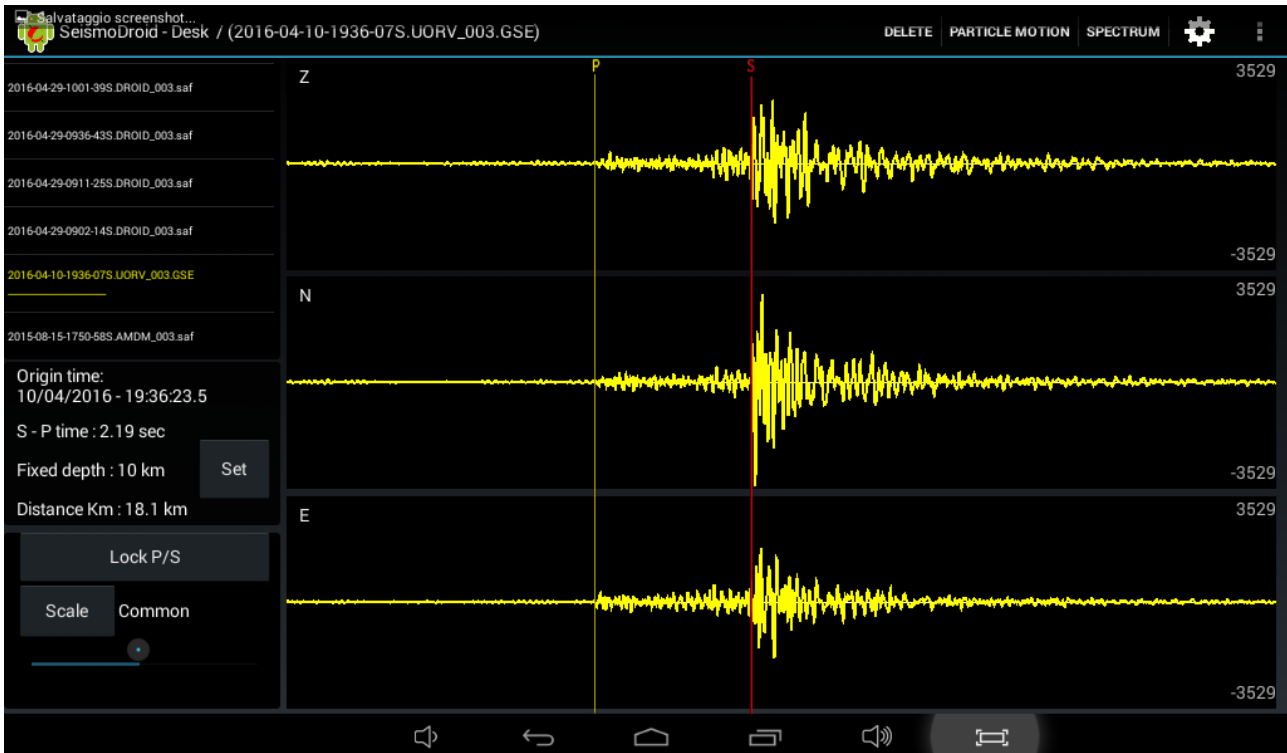 Salvataggio screenshot...
SeismoDroid - Desk / (2016-04-10-1936-07S.UORV_003.GSE)
DELETE PARTICLE MOTION SPECTRUM
2016-04-29-1001-39S.DROID_003.saf
2016-04-29-0936-43S.DROID_003.saf
2016-04-29-0911-25S.DROID_003.saf
2016-04-29-0902-14S.DROID_003.saf
2016-04-10-1936-07S.UORV_003.GSE
2015-08-15-1750-58S.AMDM_003.saf
Origin time:
10/04/2016 - 19:36:23.5
S - P time : 2.19 sec
Fixed depth : 10 km
Set
Distance Km : 18.1 km
Lock P/S
Scale Common
P
S
Z
3529
-3529
N
3529
-3529
E
3529
-3529